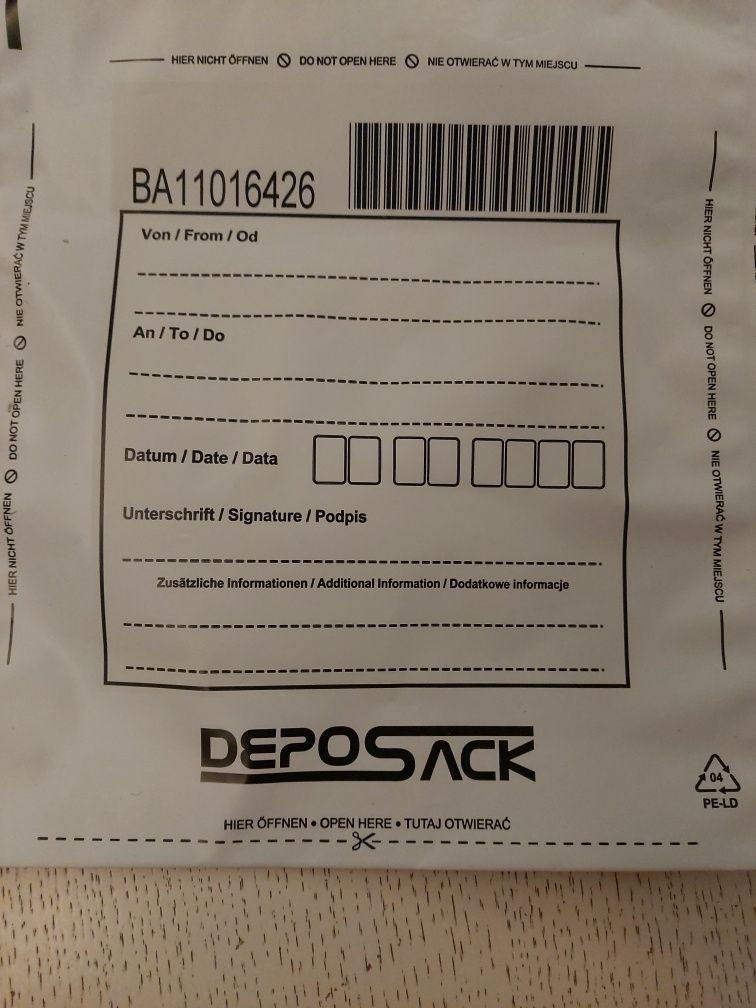 HIER NICHT ÖFFNEN DO NOT OPEN HERE NIE OTWIERAĆ W TYM MIEJSCU
BA11016426
Von / From / Od
An / To / Do
Datum / Date / Data
Unterschrift / Signature / Podpis
Zusätzliche Informationen / Additional Information / Dodatkowe informacje
HIER NICHT ÖFFNEN DO NOT OPEN HERE NIE OTWIERAĆ W TYM MIEJSCU
HIER NICHT ÖFFNEN DO NOT OPEN HERE NIE OTWIERAĆ W TYM MIEJSCU
DEPOSACK
04
PE-LD
HIER ÖFFNEN • OPEN HERE • TUTAJ OTWIERAĆ